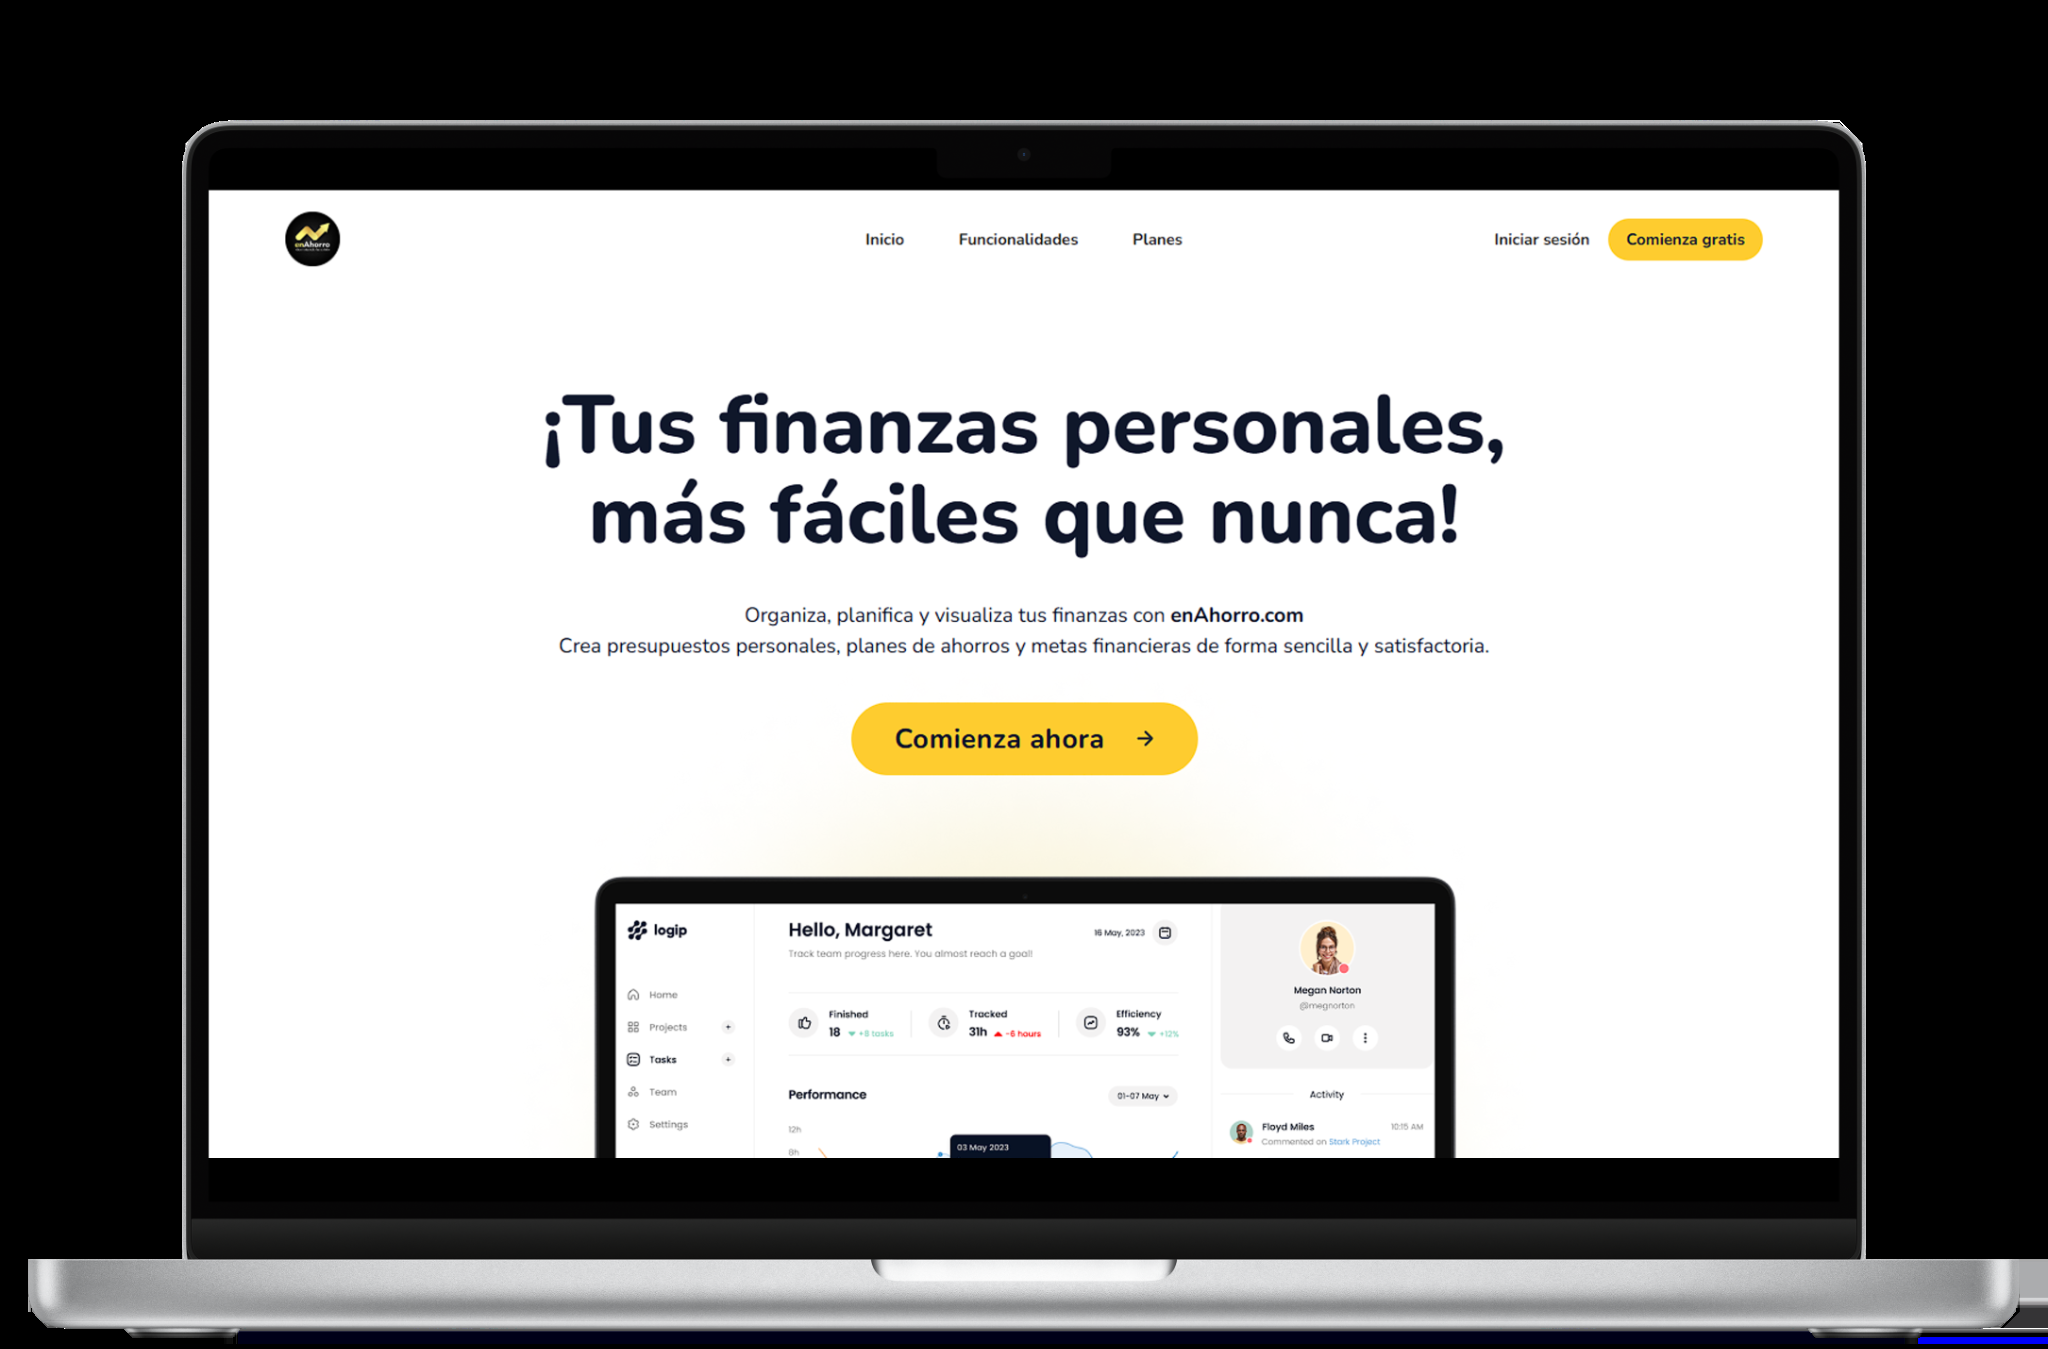 enAhorro
Inicio
Funcionalidades
Planes
Iniciar sesión
Comienza gratis
¡Tus finanzas personales,
más fáciles que nunca!
Organiza, planifica y visualiza tus finanzas con enAhorro.com
Crea presupuestos personales, planes de ahorros y metas financieras de forma sencilla y satisfactoria.
Comienza ahora
logip
Home
Projects
Tasks
Team
Settings
Hello, Margaret
Track team progress here. You almost reach a goal!
16 May, 2023
Finished
18 +8 tasks
Tracked
31h -6 hours
Efficiency
93% +12%
Performance
01-07 May
12h
8h
03 May 2023
Megan Norton
@megnorton
Activity
Floyd Miles
10:15 AM
Commented on Stark Project